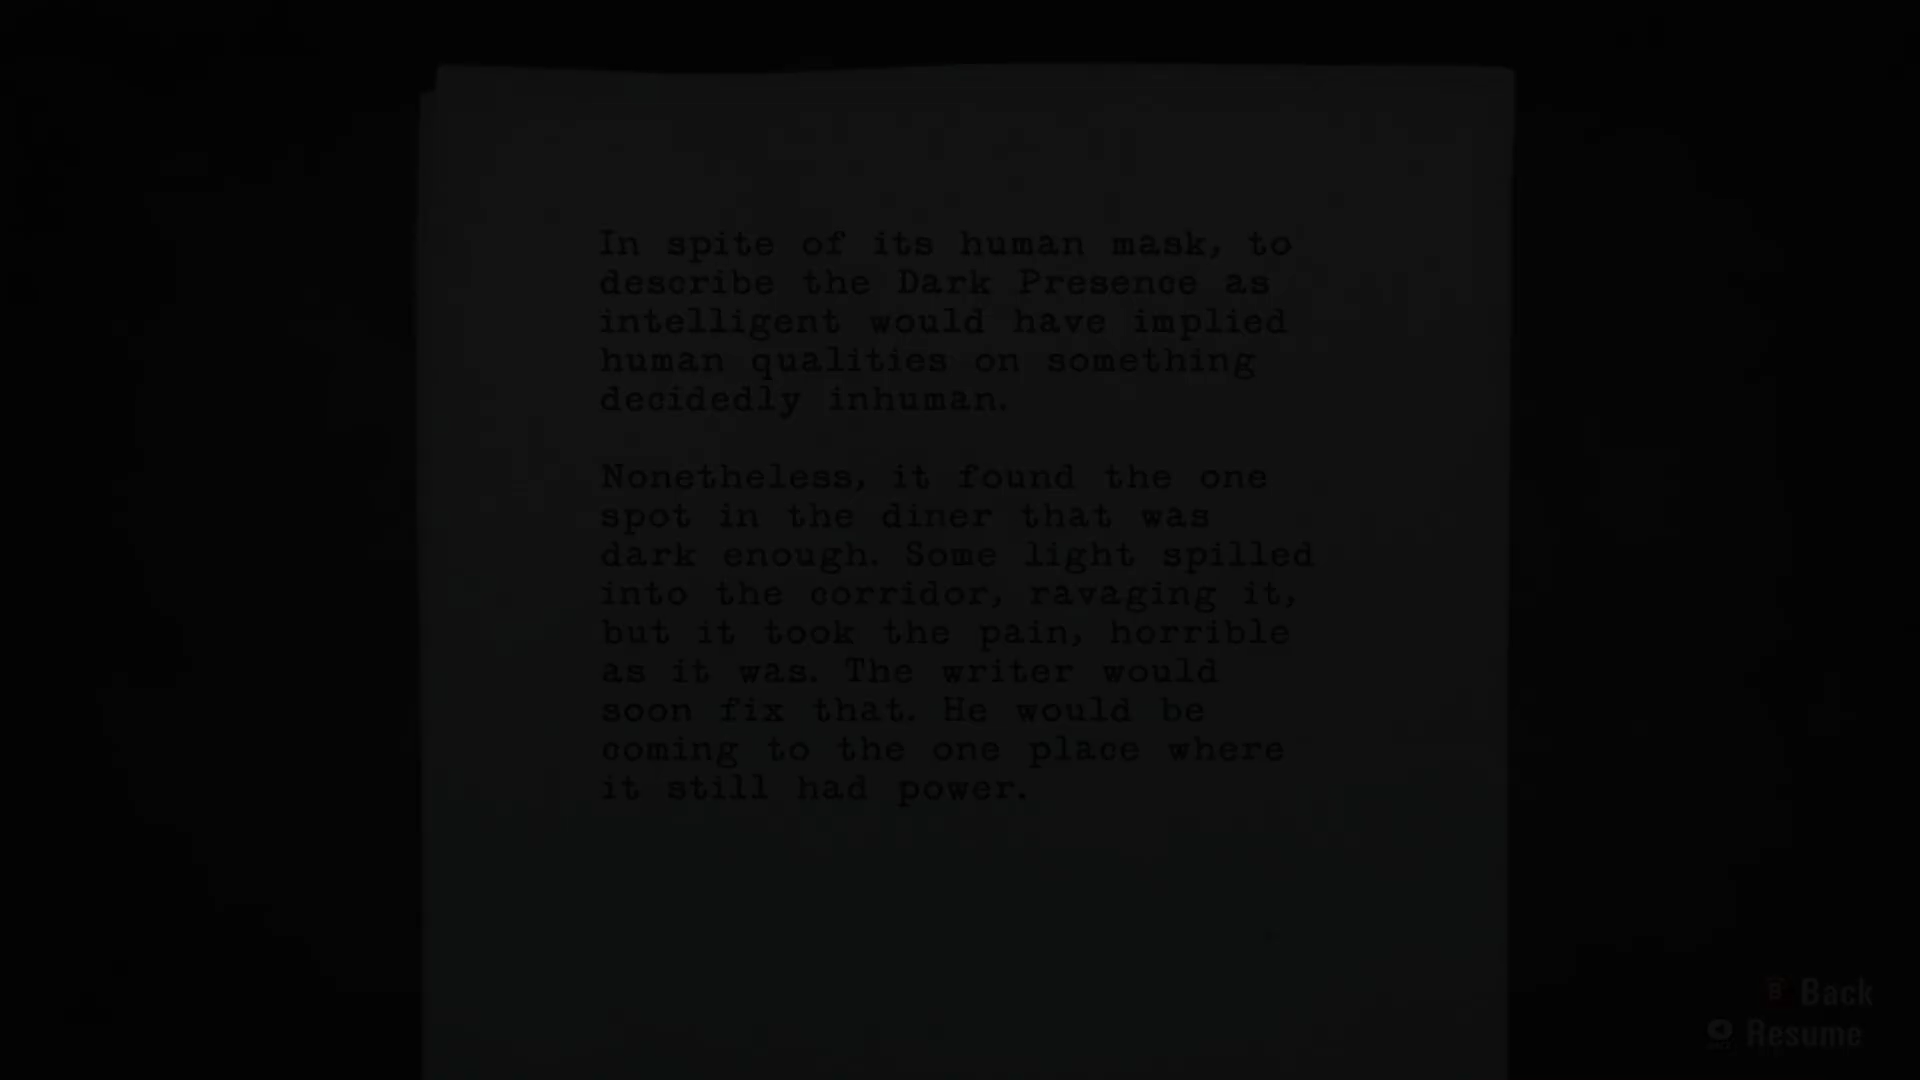 In spite of its human mask, to
describe the Dark Presence as
intelligent would have implied
human qualities on something
decidedly inhuman.
Nonetheless, it found the one
spot in the diner that was
dark enough. Some light spilled
into the corridor, ravaging it,
but it took the pain, horrible
as it was. The writer would
soon fix that. He would be
coming to the one place where
it still had power.
B Back
Resume